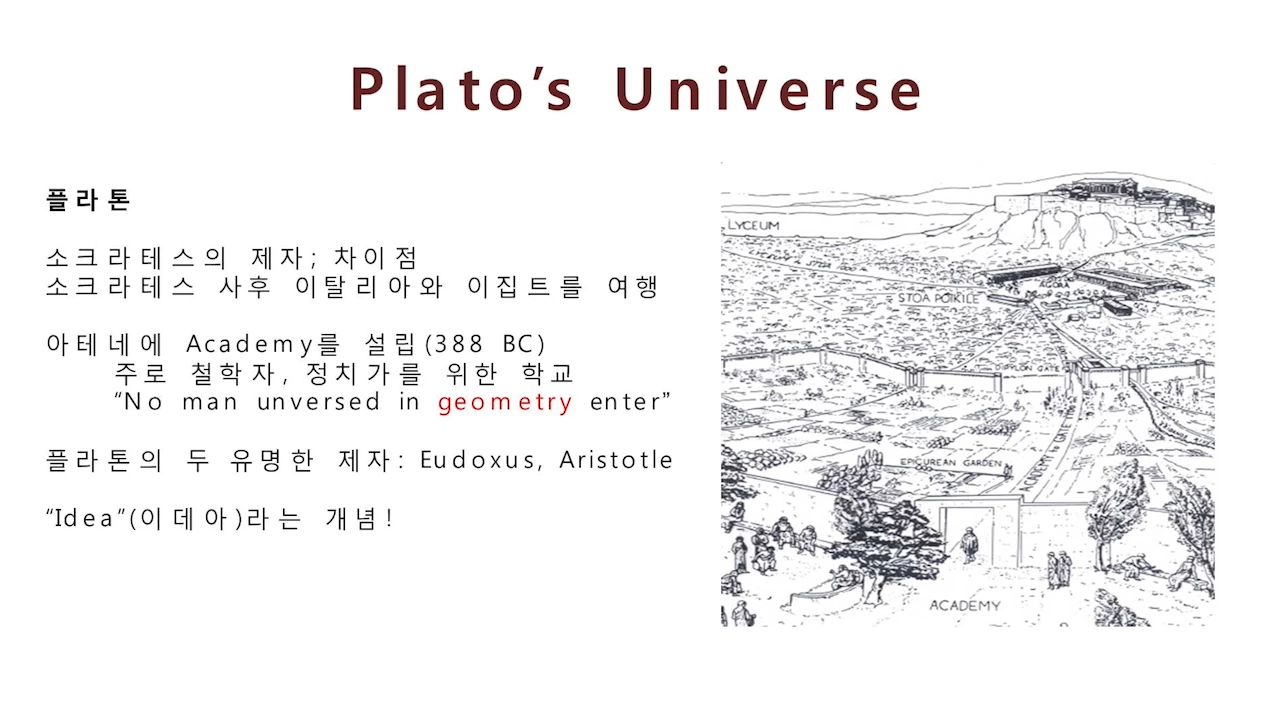 Plato’s Universe
플라톤
소크라테스의 제자; 차이점
소크라테스 사후 이탈리아와 이집트를 여행
아테네에 Academy를 설립(388 BC)
주로 철학자, 정치가를 위한 학교
“No man unversed in geometry enter”
플라톤의 두 유명한 제자: Eudoxus, Aristotle
“Idea”(이데아)라는 개념!
LYCEUM
AGORA
STOA POIKILE
DIPYLON GATE
EPICUREAN GARDEN
ACADEMY